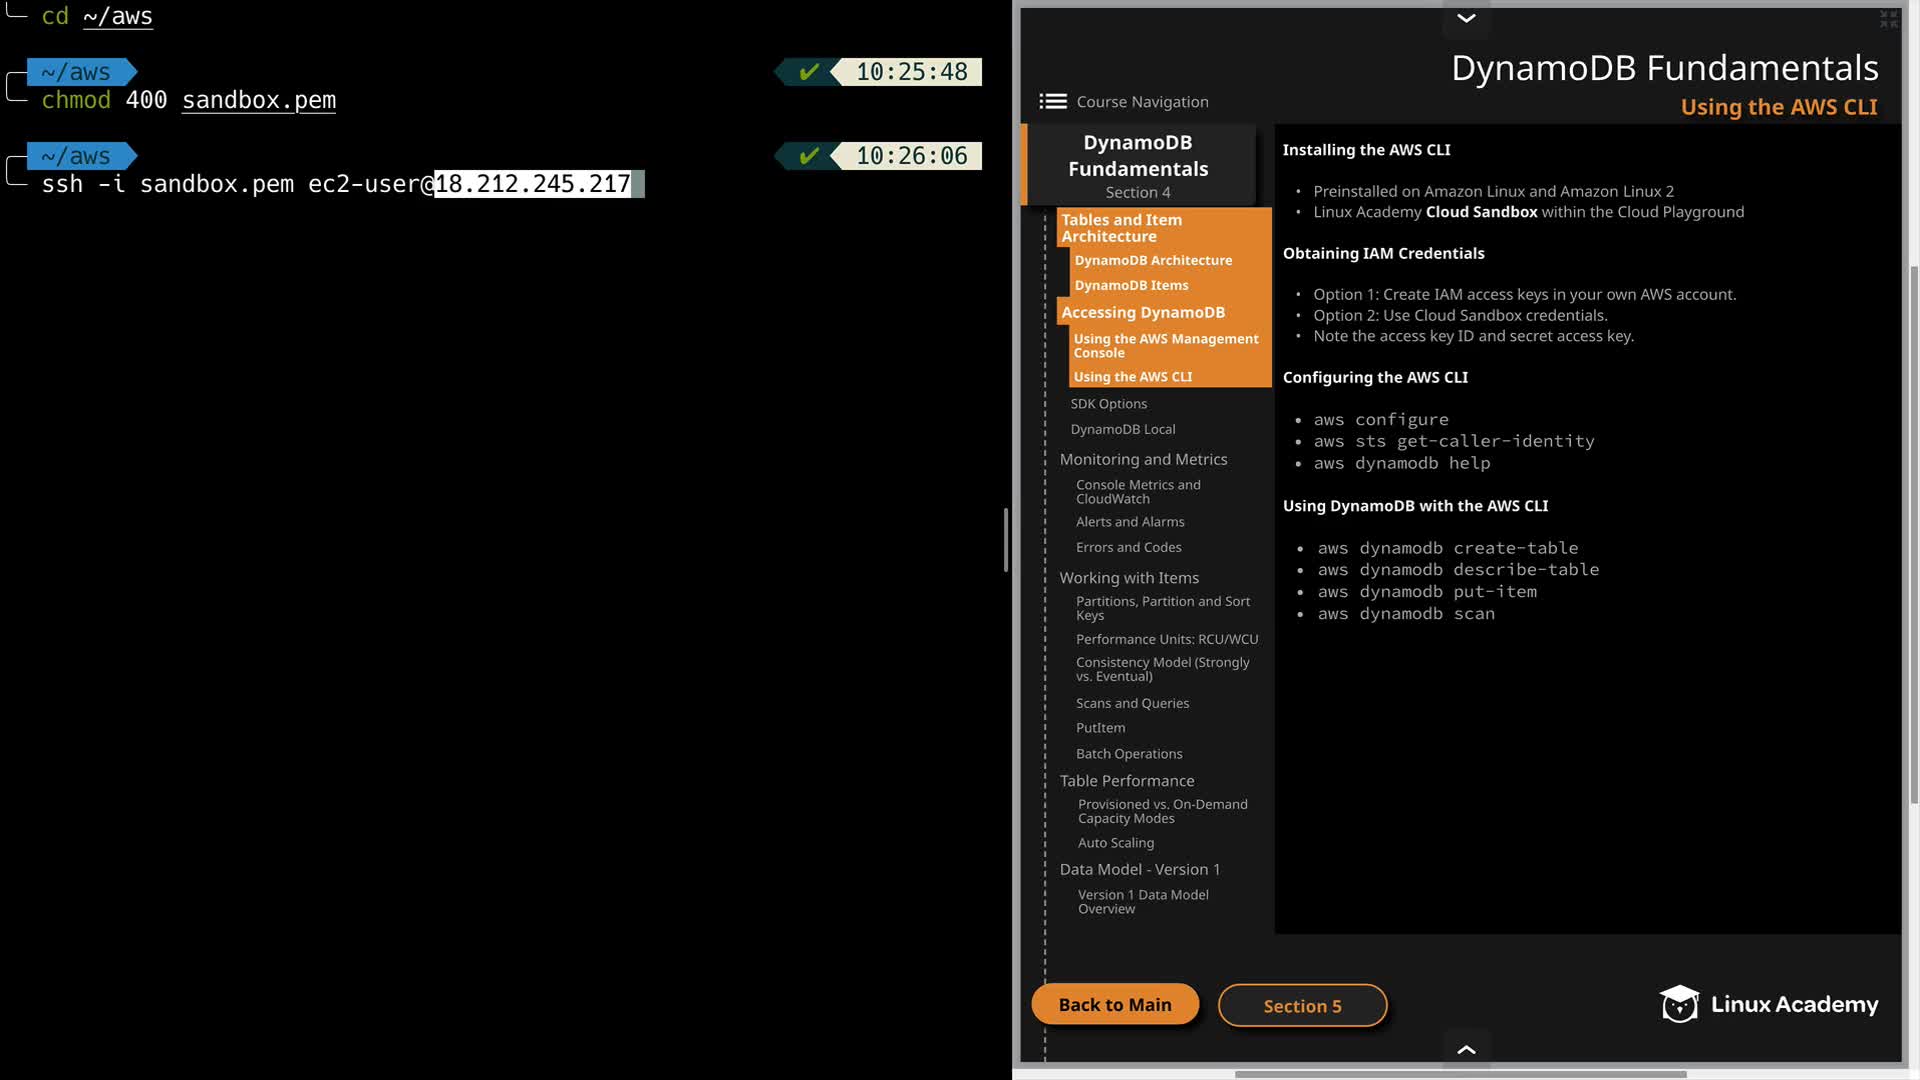 cd ~/aws
~/aws ✔ 10:25:48
chmod 400 sandbox.pem
~/aws ✔ 10:26:06
ssh -i sandbox.pem ec2-user@18.212.245.217
DynamoDB Fundamentals
Using the AWS CLI
Course Navigation
DynamoDB
Fundamentals
Section 4
Tables and Item
Architecture
DynamoDB Architecture
DynamoDB Items
Accessing DynamoDB
Using the AWS Management
Console
Using the AWS CLI
SDK Options
DynamoDB Local
Monitoring and Metrics
Console Metrics and
CloudWatch
Alerts and Alarms
Errors and Codes
Working with Items
Partitions, Partition and Sort
Keys
Performance Units: RCU/WCU
Consistency Model (Strongly
vs. Eventual)
Scans and Queries
PutItem
Batch Operations
Table Performance
Provisioned vs. On-Demand
Capacity Modes
Auto Scaling
Data Model - Version 1
Version 1 Data Model
Overview
Installing the AWS CLI
• Preinstalled on Amazon Linux and Amazon Linux 2
• Linux Academy Cloud Sandbox within the Cloud Playground
Obtaining IAM Credentials
• Option 1: Create IAM access keys in your own AWS account.
• Option 2: Use Cloud Sandbox credentials.
• Note the access key ID and secret access key.
Configuring the AWS CLI
• aws configure
• aws sts get-caller-identity
• aws dynamodb help
Using DynamoDB with the AWS CLI
• aws dynamodb create-table
• aws dynamodb describe-table
• aws dynamodb put-item
• aws dynamodb scan
Back to Main
Section 5
Linux Academy